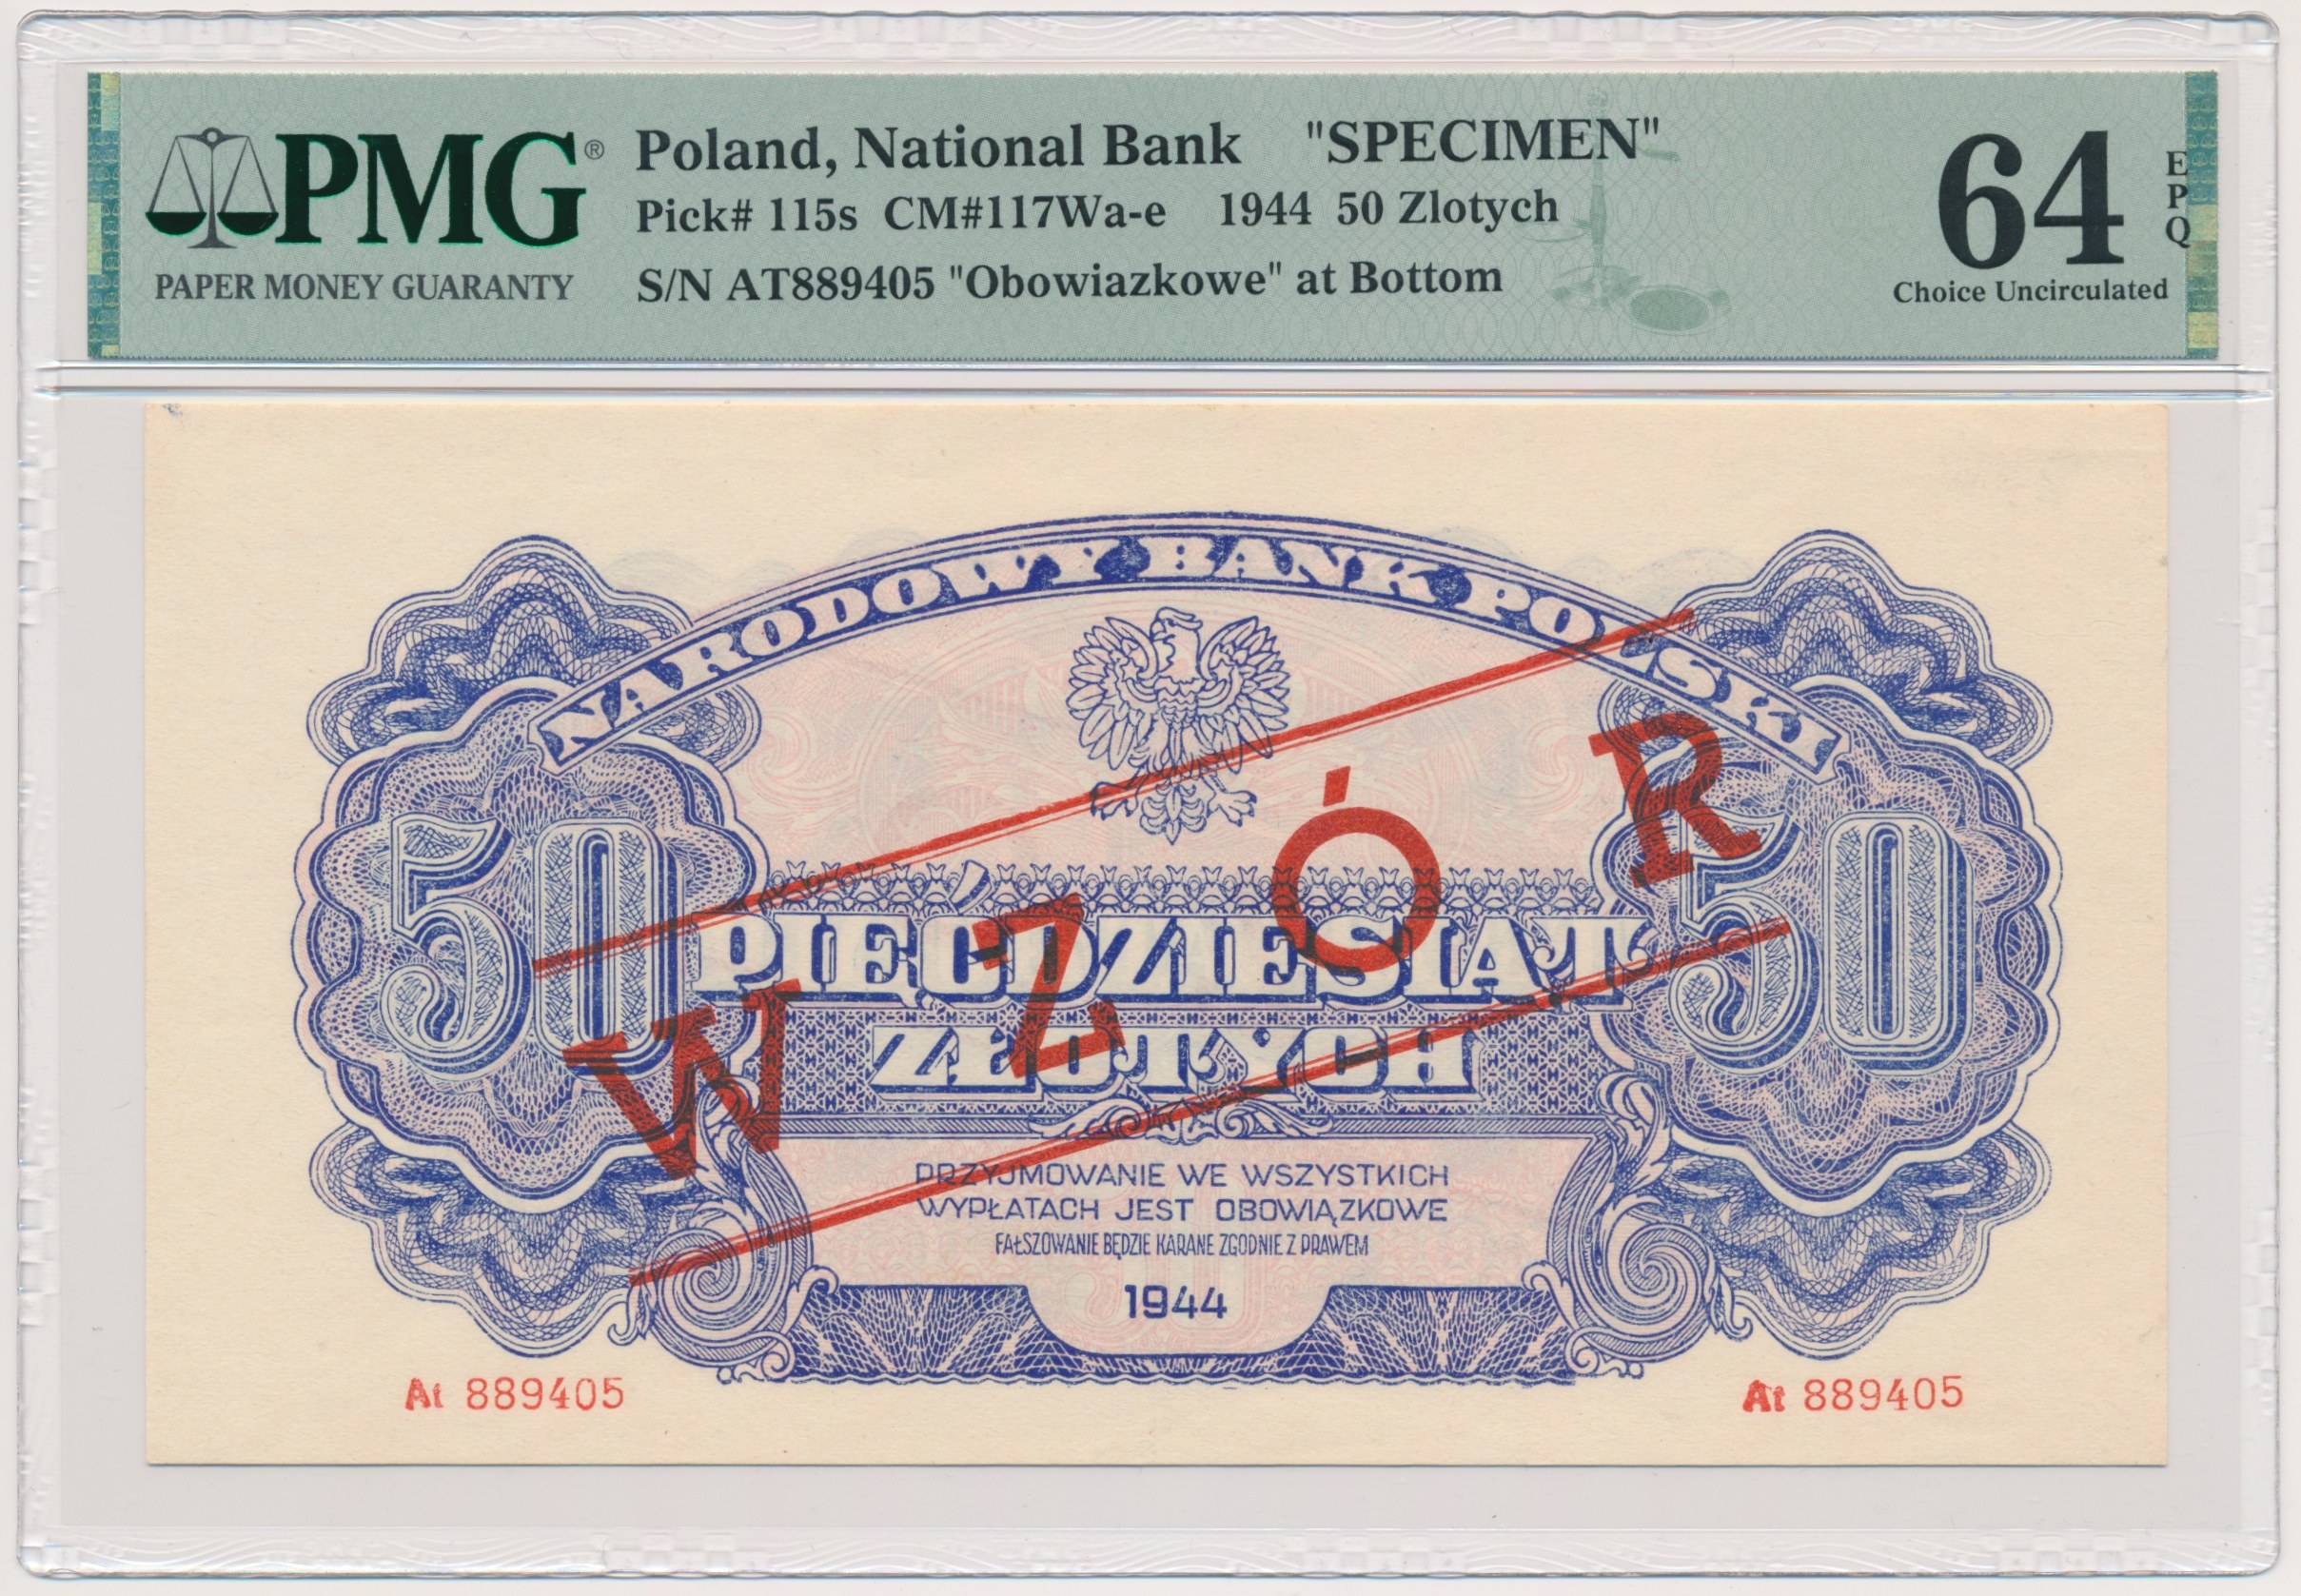 PMG®
PAPER MONEY GUARANTY
Poland, National Bank "SPECIMEN"
Pick# 115s CM#117Wa-e 1944 50 Zlotych
S/N AT889405 "Obowiazkowe" at Bottom
64
EPQ
Choice Uncirculated
NARODOWY BANK POLSKI
50
50
WZÓR
PIĘĆDZIESIĄT
ZŁOTYCH
PRZYJMOWANIE WE WSZYSTKICH
WYPŁATACH JEST OBOWIĄZKOWE
FAŁSZOWANIE BĘDZIE KARANE ZGODNIE Z PRAWEM
1944
At 889405
At 889405